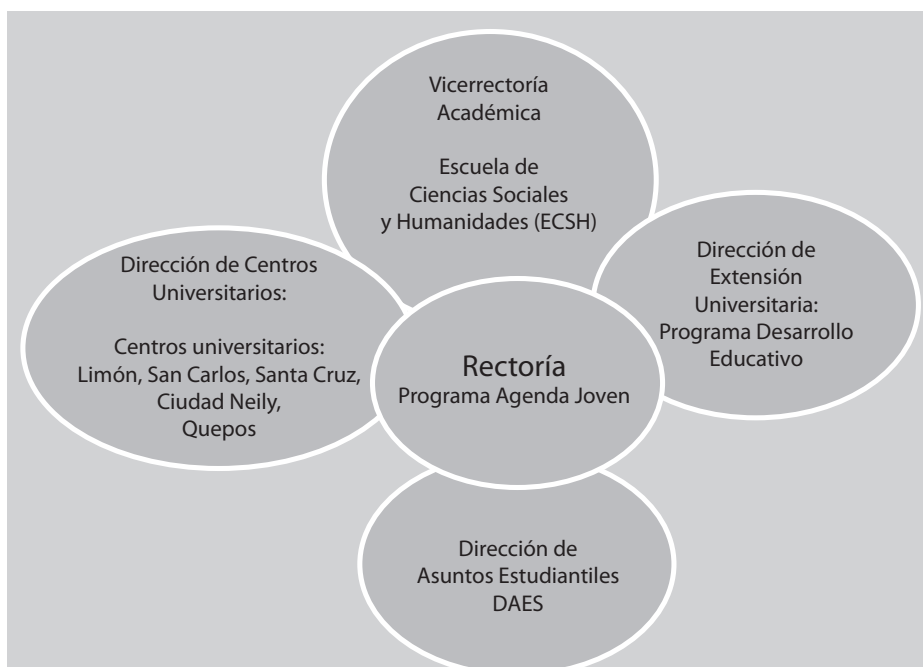 Vicerrectoría
Académica
Escuela de
Ciencias Sociales
y Humanidades (ECSH)
Dirección de Centros
Universitarios:
Centros universitarios:
Limón, San Carlos, Santa Cruz,
Ciudad Neily,
Quepos
Dirección de
Extensión
Universitaria:
Programa Desarrollo
Educativo
Rectoría
Programa Agenda Joven
Dirección de
Asuntos Estudiantiles
DAES